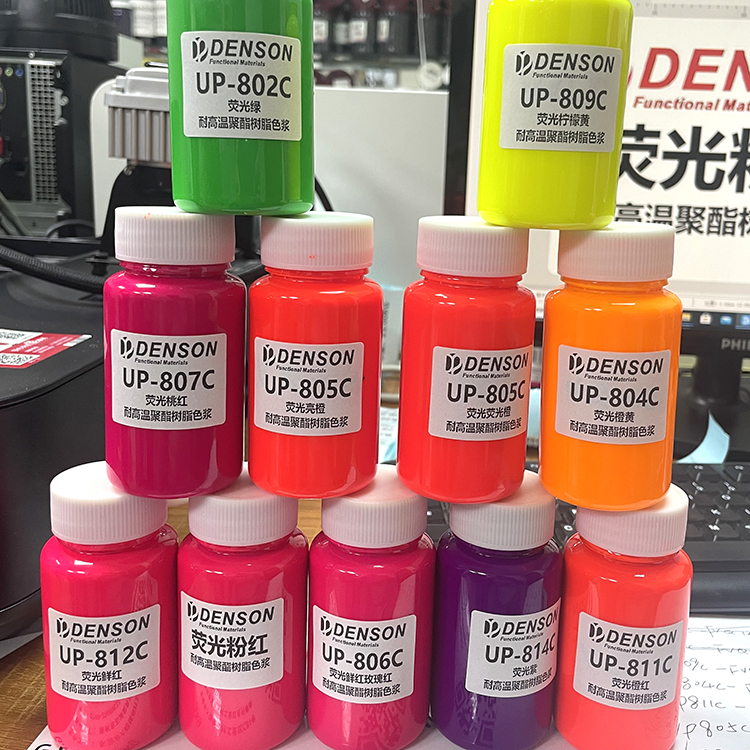 DENSON
Functional Materials
UP-802C
荧光绿
耐高温聚酯树脂色浆
DENSON
Functional Materials
UP-809C
荧光柠檬黄
耐高温聚酯树脂色浆
DEN
Functional Mater
荧光粉
高温聚酯树
PHILI
DENSON
Functional Materials
UP-807C
荧光桃红
耐高温聚酯树脂色浆
DENSON
Functional Materials
UP-805C
荧光亮橙
耐高温聚酯树脂色浆
DENSON
Functional Materials
UP-805C
荧光荧光橙
耐高温聚酯树脂色浆
DENSON
Functional Materials
UP-804C
荧光橙黄
耐高温聚酯树脂色浆
DENSON
Functional Materials
UP-812C
荧光鲜红
耐高温聚酯树脂色浆
DENSON
Functional Materials
荧光粉红
耐高温聚酯树脂色浆
DENSON
Functional Materials
UP-806C
荧光鲜红玫瑰红
耐高温聚酯树脂色浆
DENSON
Functional Materials
UP-814C
荧光紫
耐高温聚酯树脂色浆
DENSON
Functional Materials
UP-811C
荧光橙红
耐高温聚酯树脂色浆